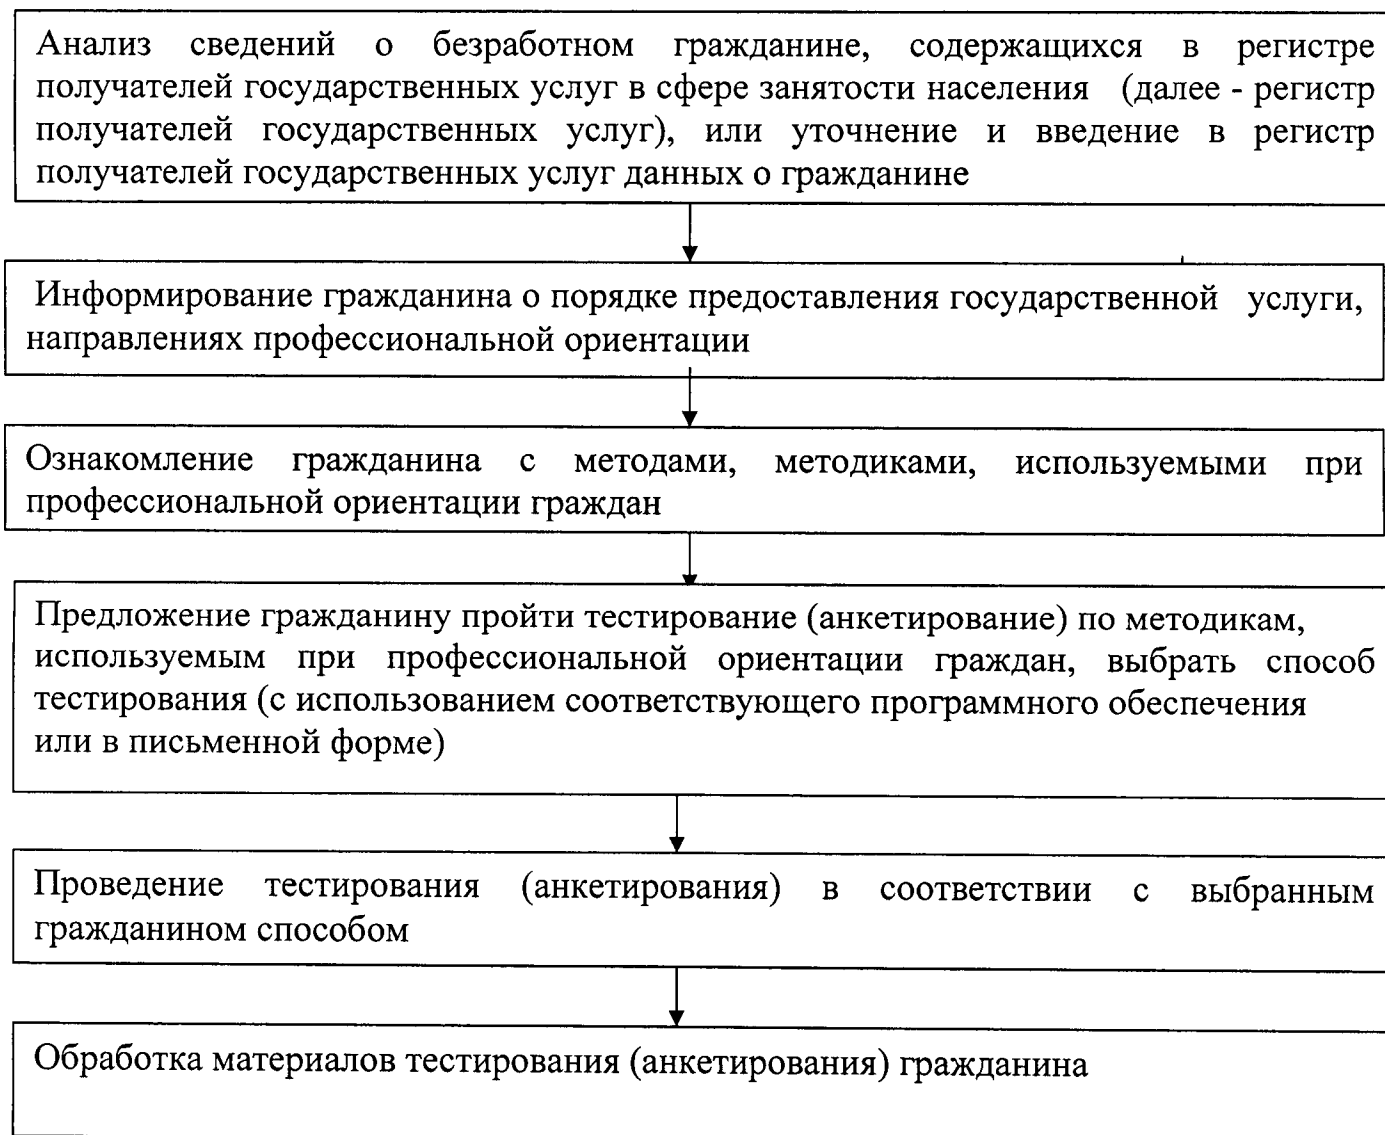 Анализ сведений о безработном гражданине, содержащихся в регистре
получателей государственных услуг в сфере занятости населения (далее - регистр
получателей государственных услуг), или уточнение и введение в регистр
получателей государственных услуг данных о гражданине
Информирование гражданина о порядке предоставления государственной услуги,
направлениях профессиональной ориентации
Ознакомление гражданина с методами, методиками, используемыми при
профессиональной ориентации граждан
Предложение гражданину пройти тестирование (анкетирование) по методикам,
используемым при профессиональной ориентации граждан, выбрать способ
тестирования (с использованием соответствующего программного обеспечения
или в письменной форме)
Проведение тестирования (анкетирования) в соответствии с выбранным
гражданином способом
Обработка материалов тестирования (анкетирования) гражданина